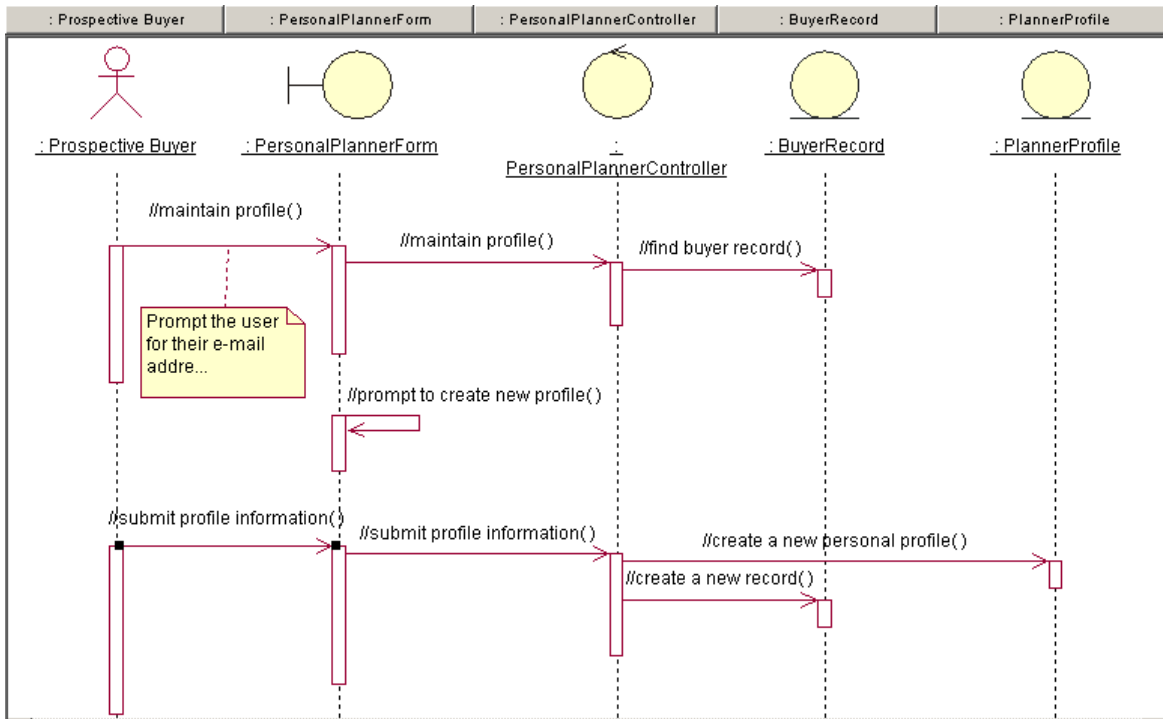 : Prospective Buyer
: PersonalPlannerForm
: PersonalPlannerController
: BuyerRecord
: PlannerProfile
: Prospective Buyer
: PersonalPlannerForm
:
PersonalPlannerController
: BuyerRecord
: PlannerProfile
//maintain profile( )
//maintain profile( )
//find buyer record( )
Prompt the user
for their e-mail
addre...
//prompt to create new profile( )
//submit profile information( )
//submit profile information( )
//create a new personal profile( )
//create a new record( )